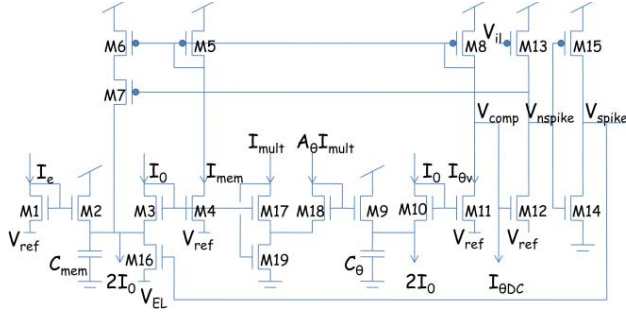 M6 M5 M8 V_il M13 M15
M7
V_comp V_nspike V_spike
I_e I_0 I_mem I_mult A_θI_mult I_0 I_θv
M1 M2 M3 M4 M17 M18 M9 M10 M11 M12 M14
V_ref V_ref V_ref V_ref
C_mem M16 M19 C_θ
2I_0 V_EL 2I_0 I_θDC